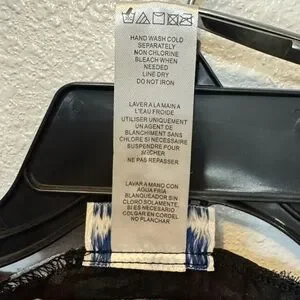 HAND WASH COLD
SEPARATELY
NON CHLORINE
BLEACH WHEN
NEEDED
LINE DRY
DO NOT IRON
LAVER A LA MAIN A
L'EAU FROIDE
UTILISER UNIQUEMENT
UN AGENT DE
BLANCHIMENT SANS
CHLORE SI NECESSAIRE
SUSPENDRE POUR
SECHER
NE PAS REPASSER
LAVAR A MANO CON
AGUA FRIA
BLANQUEADOR SIN
CLORO SOLAMENTE
SI ES NECESARIO
COLGAR EN CORDEL
NO PLANCHAR